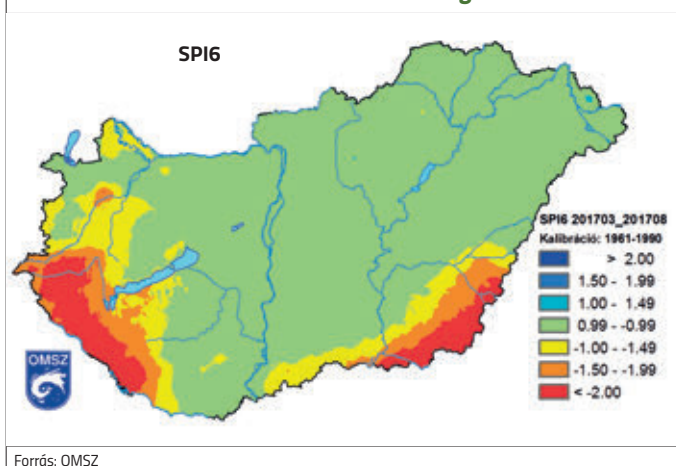 SPI6
SPI6 201703_201708
Kalibráció: 1961-1990
> 2.00
1.50 - 1.99
1.00 - 1.49
0.99 - -0.99
-1.00 - -1.49
-1.50 - -1.99
< -2.00
OMSZ
Forrás: OMSZ